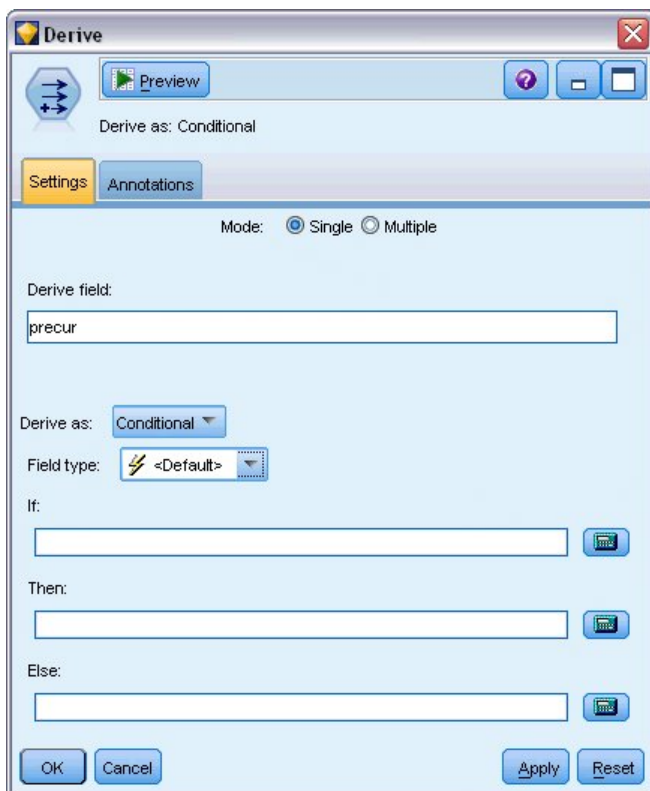 Derive
Preview
Derive as: Conditional
Settings Annotations
Mode: Single Multiple
Derive field:
precur
Derive as: Conditional
Field type: <Default>
If:
Then:
Else:
OK Cancel Apply Reset